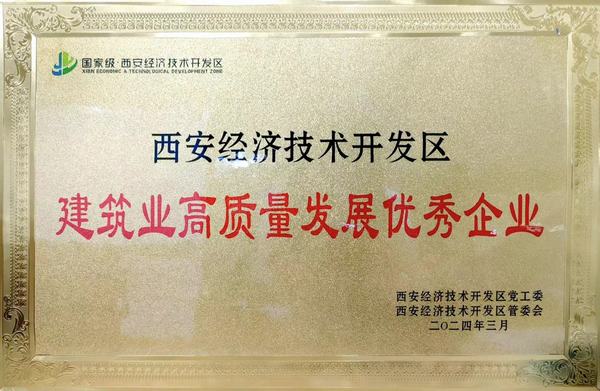 国家级·西安经济技术开发区
XIAN ECONOMIC & TECHNOLOGICAL DEVELOPMENT ZONE
西安经济技术开发区
建筑业高质量发展优秀企业
西安经济技术开发区党工委
西安经济技术开发区管委会
二〇二四年三月